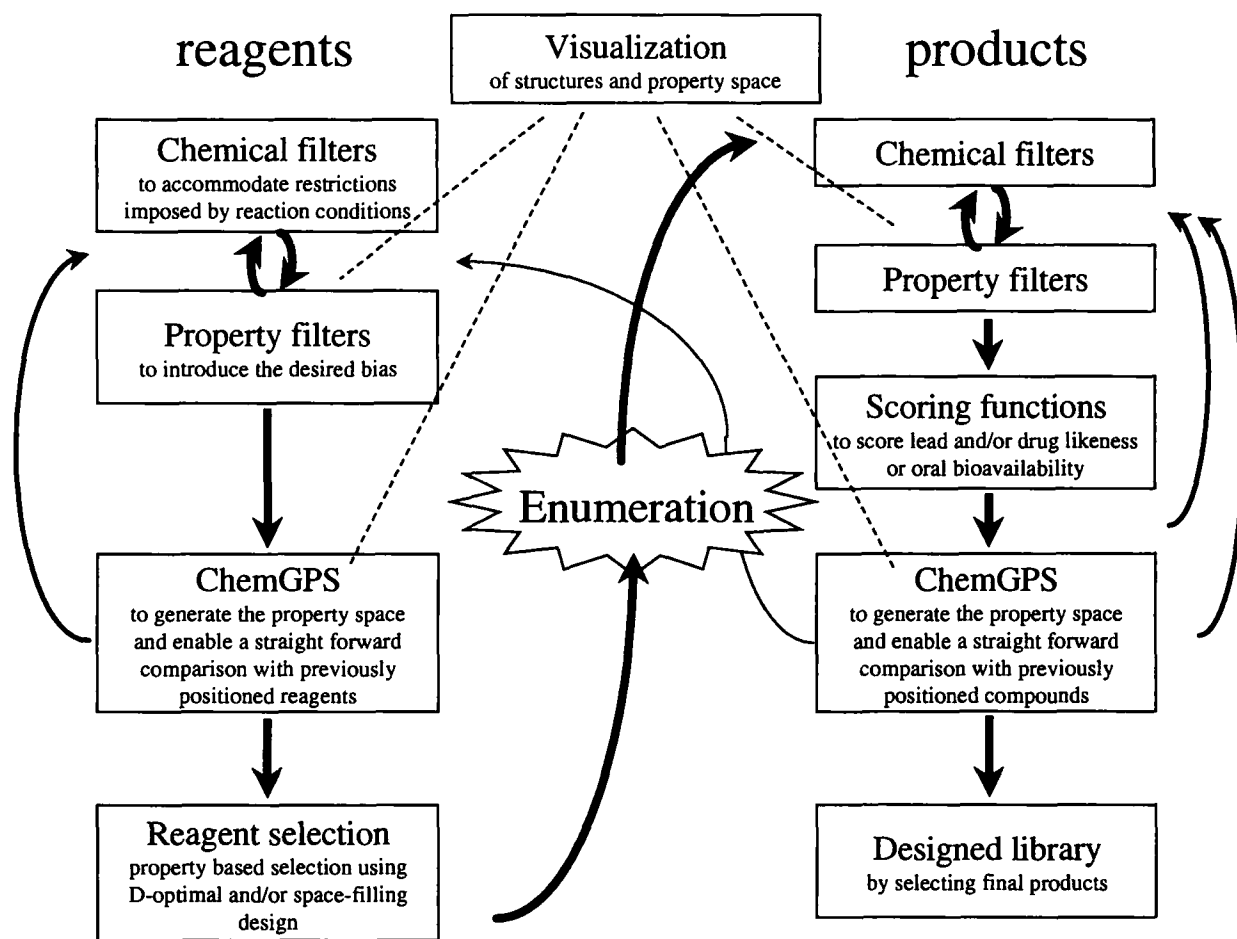 reagents
Visualization
of structures and property space
products
Chemical filters
to accommodate restrictions
imposed by reaction conditions
Property filters
to introduce the desired bias
ChemGPS
to generate the property space
and enable a straight forward
comparison with previously
positioned reagents
Reagent selection
property based selection using
D-optimal and/or space-filling
design
Enumeration
Chemical filters
Property filters
Scoring functions
to score lead and/or drug likeness
or oral bioavailability
ChemGPS
to generate the property space
and enable a straight forward
comparison with previously
positioned compounds
Designed library
by selecting final products